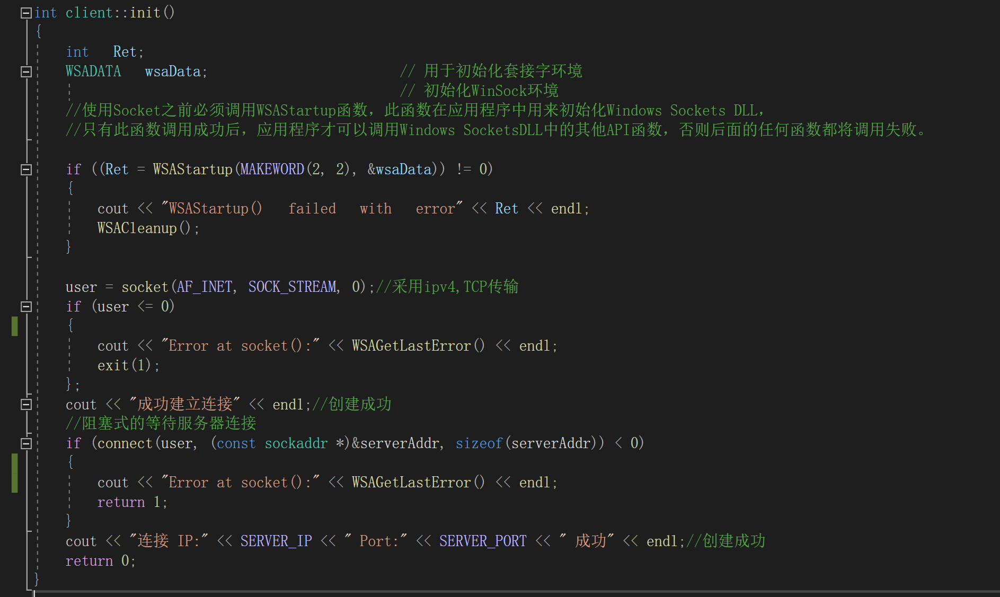 int client::init()
{
int   Ret;
WSADATA   wsaData;                        // 用于初始化套接字环境
// 初始化WinSock环境
//使用Socket之前必须调用WSAStartup函数，此函数在应用程序中用来初始化Windows Sockets DLL，
//只有此函数调用成功后，应用程序才可以调用Windows SocketsDLL中的其他API函数，否则后面的任何函数都将调用失败。
if ((Ret = WSAStartup(MAKEWORD(2, 2), &wsaData)) != 0)
{
cout << "WSAStartup()   failed   with   error" << Ret << endl;
WSACleanup();
}
user = socket(AF_INET, SOCK_STREAM, 0);//采用ipv4,TCP传输
if (user <= 0)
{
cout << "Error at socket():" << WSAGetLastError() << endl;
exit(1);
};
cout << "成功建立连接" << endl;//创建成功
//阻塞式的等待服务器连接
if (connect(user, (const sockaddr *)&serverAddr, sizeof(serverAddr)) < 0)
{
cout << "Error at socket():" << WSAGetLastError() << endl;
return 1;
}
cout << "连接 IP:" << SERVER_IP << " Port:" << SERVER_PORT << " 成功" << endl;//创建成功
return 0;
}